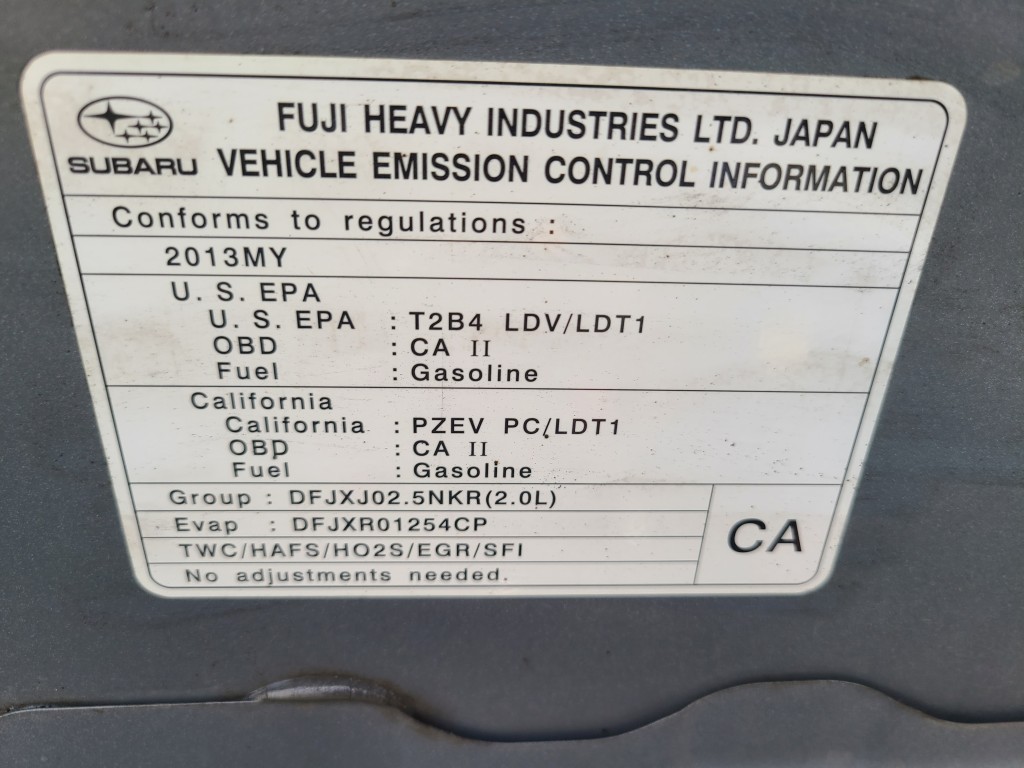 FUJI HEAVY INDUSTRIES LTD. JAPAN
SUBARU VEHICLE EMISSION CONTROL INFORMATION
Conforms to regulations :
2013MY
U. S. EPA
U. S. EPA : T2B4 LDV/LDT1
OBD : CA II
Fuel : Gasoline
California
California : PZEV PC/LDT1
OBD : CA II
Fuel : Gasoline
Group : DFJXJ02.5NKR(2.0L)
Evap : DFJXR01254CP
CA
TWC/HAFS/HO2S/EGR/SFI
No adjustments needed.